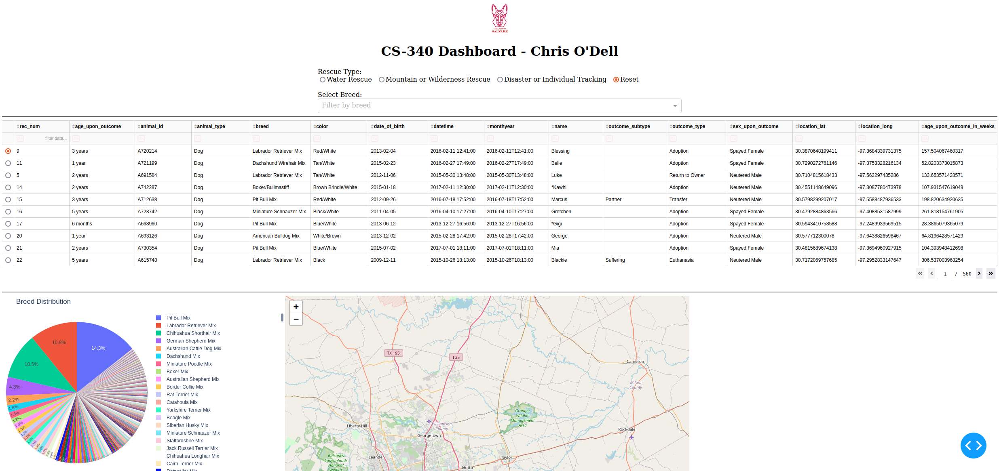 GRAZIOSO
SALVARE
CS-340 Dashboard - Chris O'Dell
Rescue Type:
Water Rescue Mountain or Wilderness Rescue Disaster or Individual Tracking Reset
Select Breed:
Filter by breed
rec_num age_upon_outcome animal_id animal_type breed color date_of_birth datetime monthyear name outcome_subtype outcome_type sex_upon_outcome location_lat location_long age_upon_outcome_in_weeks
filter data...
9 3 years A720214 Dog Labrador Retriever Mix Red/White 2013-02-04 2016-02-11 12:41:00 2016-02-11T12:41:00 Blessing Adoption Spayed Female 30.3870648199411 -97.3684339731375 157.504067460317
11 1 year A721199 Dog Dachshund Wirehair Mix Tan/White 2015-02-23 2016-02-27 17:49:00 2016-02-27T17:49:00 Belle Adoption Spayed Female 30.7290272761146 -97.3753328216134 52.8203373015873
5 2 years A691584 Dog Labrador Retriever Mix Tan/White 2012-11-06 2015-05-30 13:48:00 2015-05-30T13:48:00 Luke Return to Owner Neutered Male 30.7104815618433 -97.562297435286 133.653571428571
14 2 years A742287 Dog Boxer/Bullmastiff Brown Brindle/White 2015-01-18 2017-02-11 12:30:00 2017-02-11T12:30:00 *Kawhi Adoption Neutered Male 30.4551148649096 -97.3087780473978 107.931547619048
15 3 years A712638 Dog Pit Bull Mix Red/White 2012-09-26 2016-07-18 17:52:00 2016-07-18T17:52:00 Marcus Partner Transfer Neutered Male 30.5798299207017 -97.5588487936533 198.820634920635
16 5 years A723742 Dog Miniature Schnauzer Mix Black/White 2011-04-05 2016-04-10 17:27:00 2016-04-10T17:27:00 Gretchen Adoption Spayed Female 30.4792884863566 -97.4088531587999 261.818154761905
17 6 months A668960 Dog Pit Bull Mix Blue/White 2013-06-12 2013-12-27 16:56:00 2013-12-27T16:56:00 *Gigi Adoption Spayed Female 30.5943410758588 -97.2489933569515 28.3865079365079
20 1 year A693126 Dog American Bulldog Mix White/Brown 2013-12-02 2015-02-28 17:42:00 2015-02-28T17:42:00 George Adoption Neutered Male 30.577712300078 -97.6438826598467 64.8196428571429
21 2 years A730354 Dog Pit Bull Mix Blue/White 2015-07-02 2017-07-01 18:11:00 2017-07-01T18:11:00 Mia Adoption Spayed Female 30.4815689674138 -97.3694960927915 104.393948412698
22 5 years A615748 Dog Labrador Retriever Mix Black 2009-12-11 2015-10-26 18:13:00 2015-10-26T18:13:00 Blackie Suffering Euthanasia Neutered Male 30.7172069757685 -97.2952833147647 306.537003968254
1 / 560
Breed Distribution
14.3%
10.9%
10.5%
4.3%
2.2%
1.6%
1.5%
1.3%
1.3%
1.3%
1.1%
1.1%
1.1%
1.1%
1.1%
1.0%
1.0%
0.9%
0.9%
Pit Bull Mix
Labrador Retriever Mix
Chihuahua Shorthair Mix
German Shepherd Mix
Australian Cattle Dog Mix
Dachshund Mix
Miniature Poodle Mix
Boxer Mix
Australian Shepherd Mix
Border Collie Mix
Rat Terrier Mix
Catahoula Mix
Yorkshire Terrier Mix
Beagle Mix
Siberian Husky Mix
Miniature Schnauzer Mix
Staffordshire Mix
Jack Russell Terrier Mix
Chihuahua Longhair Mix
Cairn Terrier Mix
Rottweiler Mix
+
−
TX 195
I 35
Cameron
Milam
County
Granger
Wildlife
Management
Area
Liberty Hill
Williamson
County
Georgetown
Rockdale
Leander
Balcones
Canyonlands
National
Wildlife
Taylor
Hutto